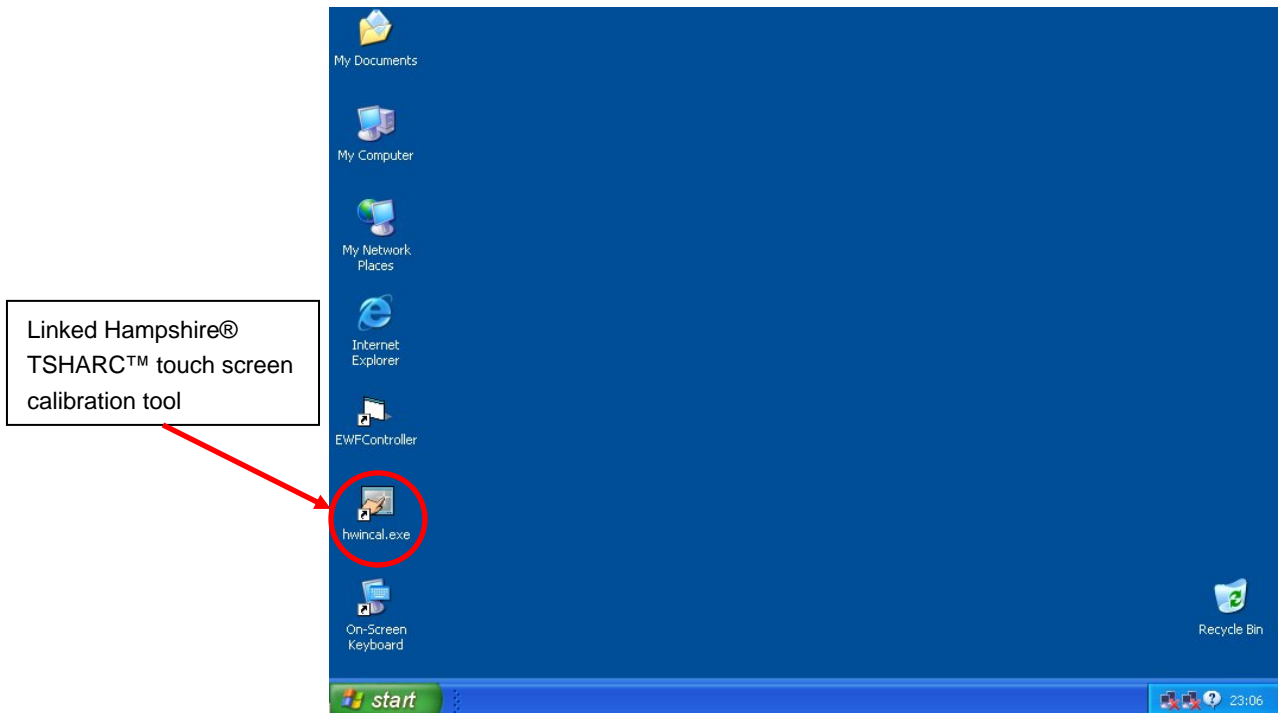 My Documents
My Computer
My Network
Places
Internet
Explorer
EWFController
Linked Hampshire®
TSHARC™ touch screen
calibration tool
hwincal.exe
On-Screen
Keyboard
Recycle Bin
start
23:06